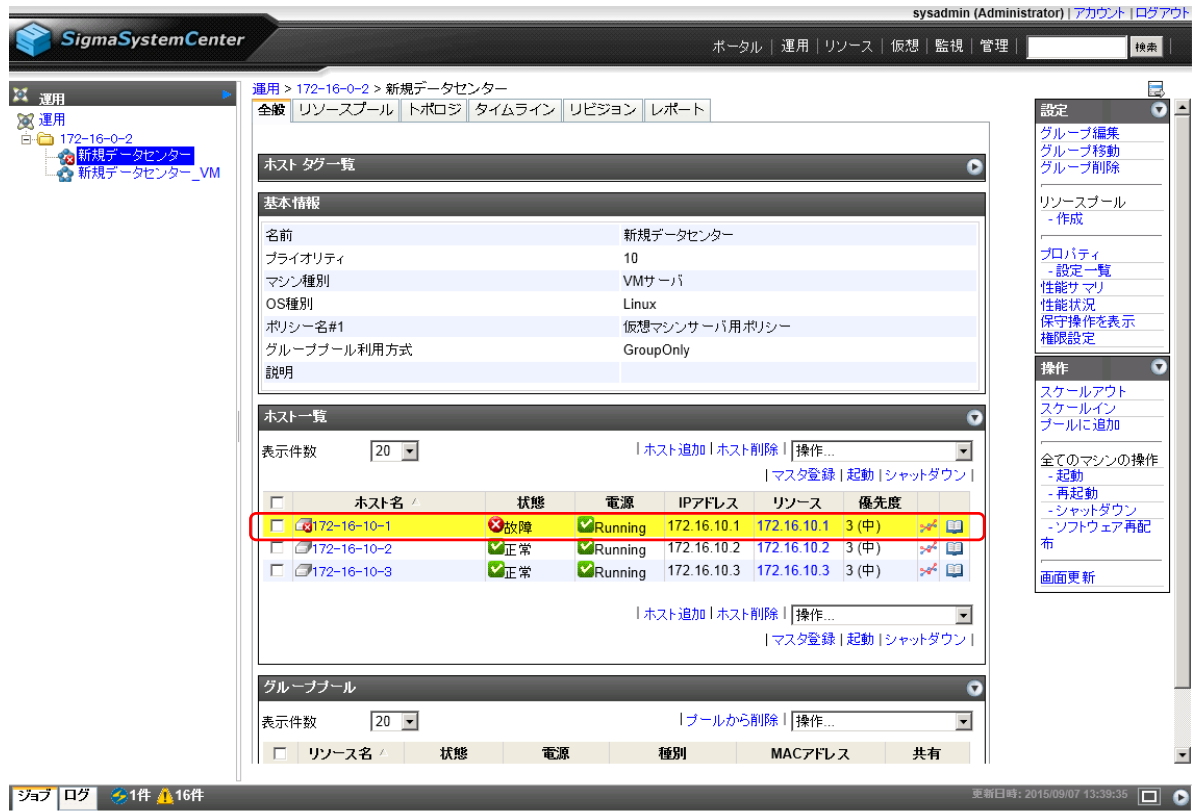 sysadmin (Administrator) | アカウント | ログアウト
SigmaSystemCenter
ポータル | 運用 | リソース | 仮想 | 監視 | 管理 | 検索 |
運用
運用
172-16-0-2
新規データセンター
新規データセンター_VM
運用 > 172-16-0-2 > 新規データセンター
全般 リソースプール トポロジ タイムライン リビジョン レポート
ホスト タグ一覧
基本情報
名前 新規データセンター
プライオリティ 10
マシン種別 VMサーバ
OS種別 Linux
ポリシー名#1 仮想マシンサーバ用ポリシー
グループプール利用方式 GroupOnly
説明
ホスト一覧
表示件数 20 | ホスト追加 | ホスト削除 | 操作...
| マスタ登録 | 起動 | シャットダウン |
ホスト名 状態 電源 IPアドレス リソース 優先度
172-16-10-1 故障 Running 172.16.10.1 172.16.10.1 3 (中)
172-16-10-2 正常 Running 172.16.10.2 172.16.10.2 3 (中)
172-16-10-3 正常 Running 172.16.10.3 172.16.10.3 3 (中)
| ホスト追加 | ホスト削除 | 操作...
| マスタ登録 | 起動 | シャットダウン |
グループプール
表示件数 20 | プールから削除 | 操作...
リソース名 状態 電源 種別 MACアドレス 共有
設定
グループ編集
グループ移動
グループ削除
リソースプール
- 作成
プロパティ
- 設定一覧
性能サマリ
性能状況
保守操作を表示
権限設定
操作
スケールアウト
スケールイン
プールに追加
全てのマシンの操作
- 起動
- 再起動
- シャットダウン
- ソフトウェア再配
布
画面更新
ジョブ ログ 1件 16件 更新日時: 2015/09/07 13:39:35